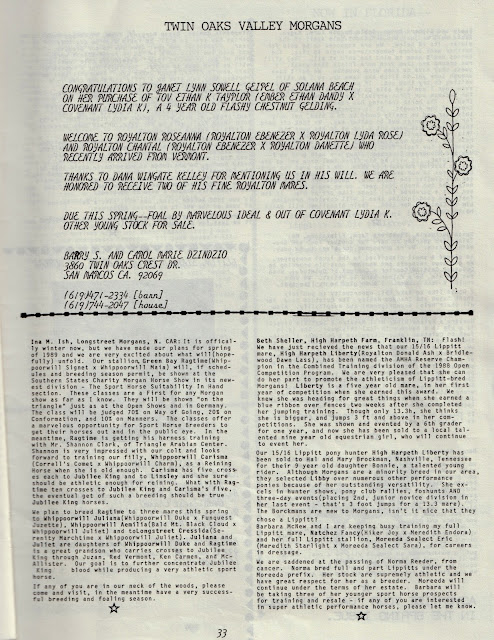 TWIN OAKS VALLEY MORGANS
CONGRATULATIONS TO JANET LYNN SOWELL GEIPEL OF SOLANA BEACH
ON HER PURCHASE OF TOV ETHAN K TAYPLOR (EMBER ETHAN DANDY X
COVENANT LYDIA K), A 4 YEAR OLD FLASHY CHESTNUT GELDING.
WELCOME TO ROYALTON ROSEANNA (ROYALTON EBENEZER X ROYALTON LYDA ROSE)
AND ROYALTON CHANTAL (ROYALTON EBENEZER X ROYALTON DANETTE) WHO
RECENTLY ARRIVED FROM VERMONT.
THANKS TO DANA WINGATE KELLEY FOR MENTIONING US IN HIS WILL. WE ARE
HONORED TO RECEIVE TWO OF HIS FINE ROYALTON MARES.
DUE THIS SPRING--FOAL BY MARVELOUS IDEAL & OUT OF COVENANT LYDIA K.
OTHER YOUNG STOCK FOR SALE.
BARRY S. AND CAROL MARIE DZINDZIO
3860 TWIN OAKS CREST DR.
SAN MARCOS CA. 92069
(619)471-2334 [barn]
(619)744-2047 [house]
Ina M. Ish, Longstreet Morgans, N. CAR: It is offical-
ly winter now, but we have made our plans for spring
of 1989 and we are very excited about what will(hope-
fully) unfold. Our stallion, Green Bay Ragtime(Whip-
poorwill Signet x Whippoorwill Maia) will, if sched-
ules and breeding season permit, be shown at the
Southern States Charity Morgan Horse Show in its new-
est division - The Sport Horse Suitability In Hand
section. These classes are a first for any Morgan
show as far as I know. They will be shown "on the
triangle" as the European Warmbloods are in Germany.
The class will be judged 70% on Way of Going, 20% on
Conformation, and 10% on Manners. The classes offer
a marvelous opportunity for Sport Horse Breeders to
get their horses out and in the public eye. In the
meantime, Ragtime is getting his harness training
with Mr. Shannon Clark, of Triangle Arabian Center.
Shannon is very impressed with our colt and looks
forward to training our filly, Whippoorwill Carisma
(Correll's Comex x Whippoorwill Charm), as a Reining
horse when she is old enough. Carisma has five cross-
es each to Jubilee King and to Linsley and she sure
should be athletic enough for reining. What with Rag-
time ten crosses to Jubilee King and Carisma's five,
the eventual get of such a breeding should be true
Jubilee King horses.
We plan to breed Ragtime to three mares this spring
to Whippoorwill Juliana(Whippoorwill Duke x Funquest
Juzette), Whippoorwill Aemilia(Bald Mt. Black Cloud x
Whippoorwill Juliet) and to Longstreet Cressida(Se-
renity Marchtime x Whippoorwill Juliet). Juliana and
Juliet are daughters of Whippoorwill Duke and Ragtime
is a great grandson who carries crosses to Jubilee
King through Juzan, Red Vermont, Ken Carmen, and Mc-
Allister. Our goal is to further concentrate Jubilee
King blood while producing a very athletic sport
horse.
If any of you are in our neck of the woods, please
come and visit, in the meantime have a very success-
ful breeding and foaling season.
Beth Sheller, High Harpeth Farm, Franklin, TN: Flash!
We have just recieved the news that our 15/16 Lippitt
mare, High Harpeth Liberty(Royalton Donald Ash x Bridle-
wood Dawn Lass), has been named the AMHA Reserve Cham-
pion in the Combined Training division of the 1988 Open
Competition Program. We are very pleased that she can
do her part to promote the athleticism of Lippitt-bred
Morgans! Liberty is a five year old mare, in her first
year of competition, when she earned this award. We
knew she was heading for great things when she earned a
blue ribbon over fences two weeks after she completed
her jumping training. Though only 13.3h, she thinks
she is bigger, and jumps 3 ft and above in her com-
petitions. She was shown and evented by a 6th grader
for one year, and now she has been sold to a local tal-
ented nine year old equestrian girl, who will continue
to event her.
Our 15/16 Lippitt pony hunter High Harpeth Liberty has
been sold to Hal and Mary Brockman, Nashville, Tennessee
for their 9 year old daughter Bonnie, a talented young
rider. Although Morgans are a minority breed in our area,
they selected Libby over numerous other performance
ponies because of her outstanding versatility. She ex-
cels in hunter shows, pony club rallies, foxhunts AND
three-day events(placing 2nd, junior novice division in
her last event - that's 3 foot jumps for a 13.3 mare).
The Borckmans are new to Morgans, isn't it nice that they
chose a Lippitt!
Barbara McRew and I are keeping busy training my full
Lippitt mare, Natchez Fancy(Khier Joy x Meredith Endora)
and her full Lippitt stallion, Moreeda Sealect Eric
(Meredith Starlight x Moreeda Sealect Sara), for careers
in dressage.
We are saddened at the passing of Norma Reeder, from
cancer. Norma bred full and part Lippitts under the
Moreeda prefix. Her stock are supremely athletic and we
have great respect for her as a breeder. Moreeda will
continue under the terms of her estate. Barbara will
be taking three of her younger sport horse prospects
for training and resale - if any of you are interested
in super athletic performance horses, please let me know.
33